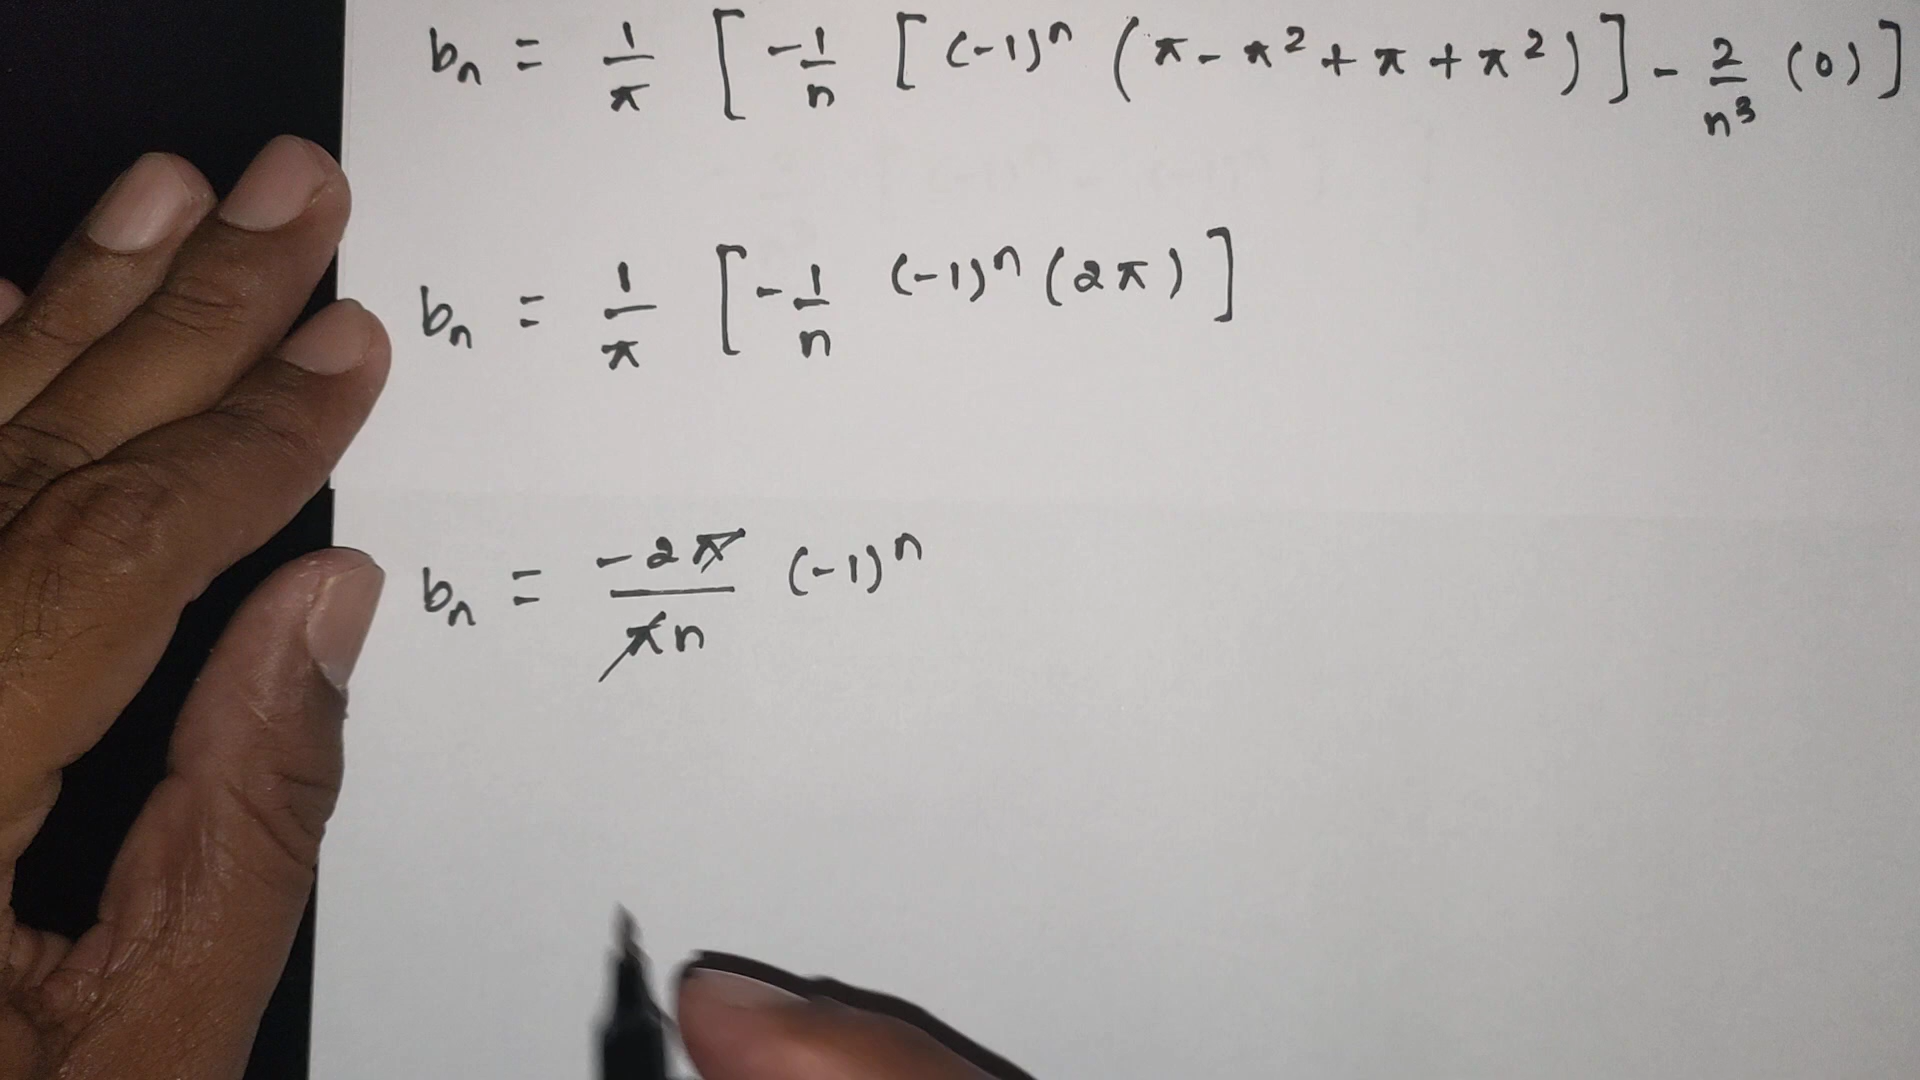 bn = 1/π [ -1/n [ (-1)ⁿ (π - π² + π + π²) ] - 2/n³ (0) ]
bn = 1/π [ -1/n (-1)ⁿ (2π) ]
bn = -2π/πn (-1)ⁿ